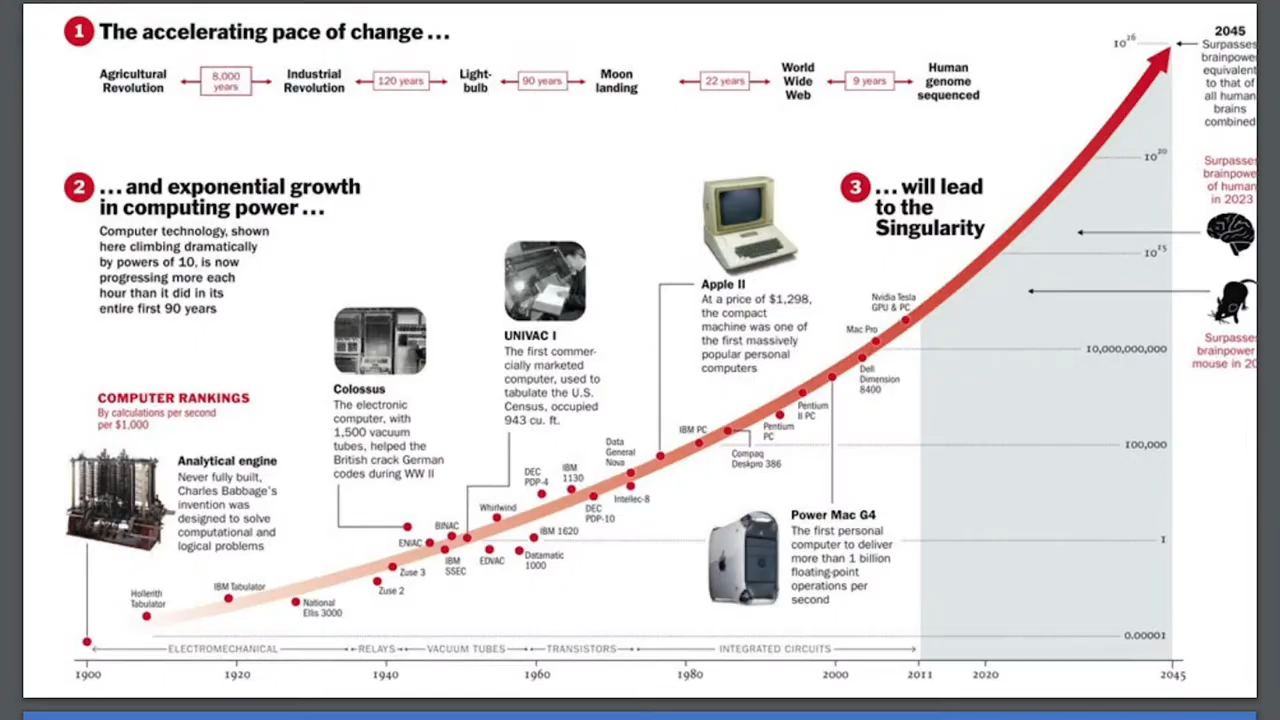 1 The accelerating pace of change ...
Agricultural
Revolution
8,000
years
Industrial
Revolution
120 years
Light-
bulb
90 years
Moon
landing
22 years
World
Wide
Web
9 years
Human
genome
sequenced
2 ... and exponential growth
in computing power ...
Computer technology, shown
here climbing dramatically
by powers of 10, is now
progressing more each
hour than it did in its
entire first 90 years
COMPUTER RANKINGS
By calculations per second
per $1,000
Analytical engine
Never fully built,
Charles Babbage's
invention was
designed to solve
computational and
logical problems
Colossus
The electronic
computer, with
1,500 vacuum
tubes, helped the
British crack German
codes during WW II
UNIVAC I
The first commer-
cially marketed
computer, used to
tabulate the U.S.
Census, occupied
943 cu. ft.
Apple II
At a price of $1,298,
the compact
machine was one of
the first massively
popular personal
computers
Power Mac G4
The first personal
computer to deliver
more than 1 billion
floating-point
operations per
second
3 ... will lead
to the
Singularity
2045
Surpasses
brainpower
equivalent
to that of
all human
brains
combined
Surpasses
brainpower
of human
in 2023
Surpasses
brainpower
mouse in 20
Hollerith
Tabulator
IBM Tabulator
National
Ellis 3000
Zuse 2
Zuse 3
ENIAC
BINAC
IBM
SSEC
Whirlwind
EDVAC
Datamatic
1000
IBM 1620
DEC
PDP-4
IBM
1130
DEC
PDP-10
Data
General
Nova
Intellec-8
IBM PC
Compaq
Deskpro 386
Pentium
PC
Pentium
II PC
Dell
Dimension
8400
Mac Pro
Nvidia Tesla
GPU & PC
10²⁶
10²⁰
10¹⁵
10,000,000,000
100,000
1
0.00001
ELECTROMECHANICAL
RELAYS
VACUUM TUBES
TRANSISTORS
INTEGRATED CIRCUITS
1900
1920
1940
1960
1980
2000
2011
2020
2045